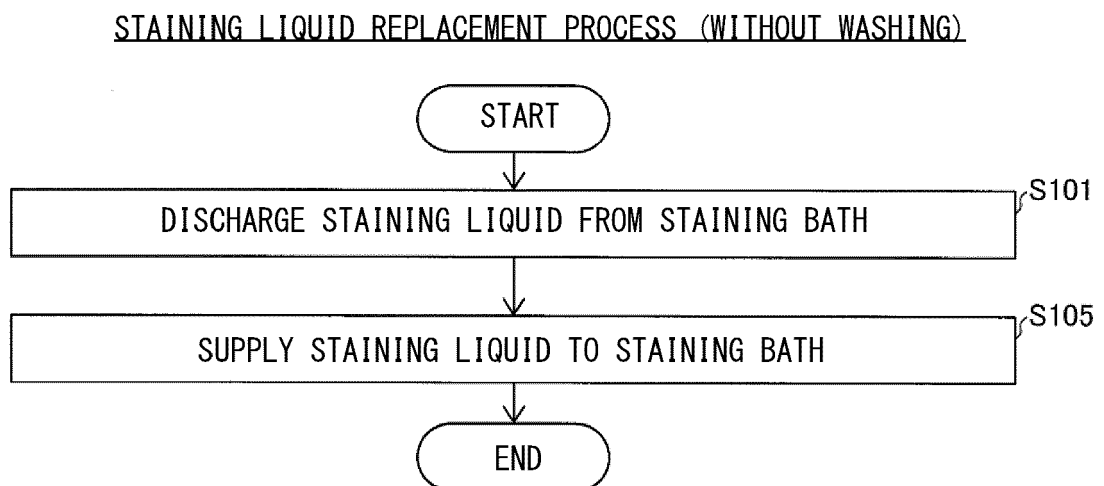 STAINING LIQUID REPLACEMENT PROCESS (WITHOUT WASHING)
START
DISCHARGE STAINING LIQUID FROM STAINING BATH
S101
SUPPLY STAINING LIQUID TO STAINING BATH
S105
END